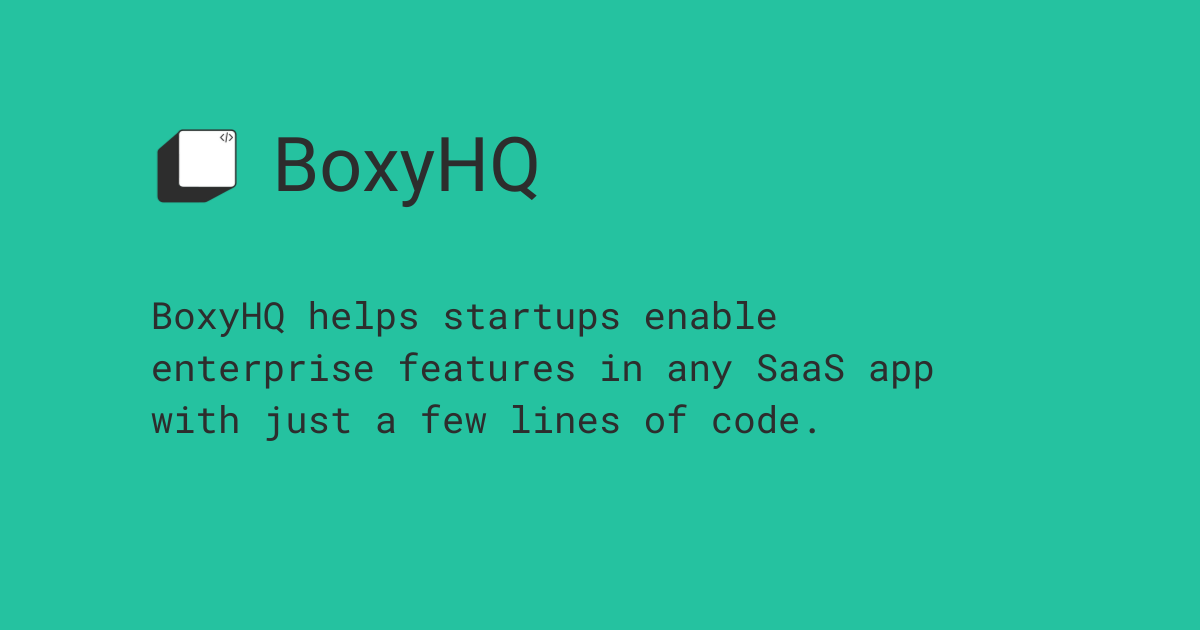 </>
BoxyHQ
BoxyHQ helps startups enable
enterprise features in any SaaS app
with just a few lines of code.